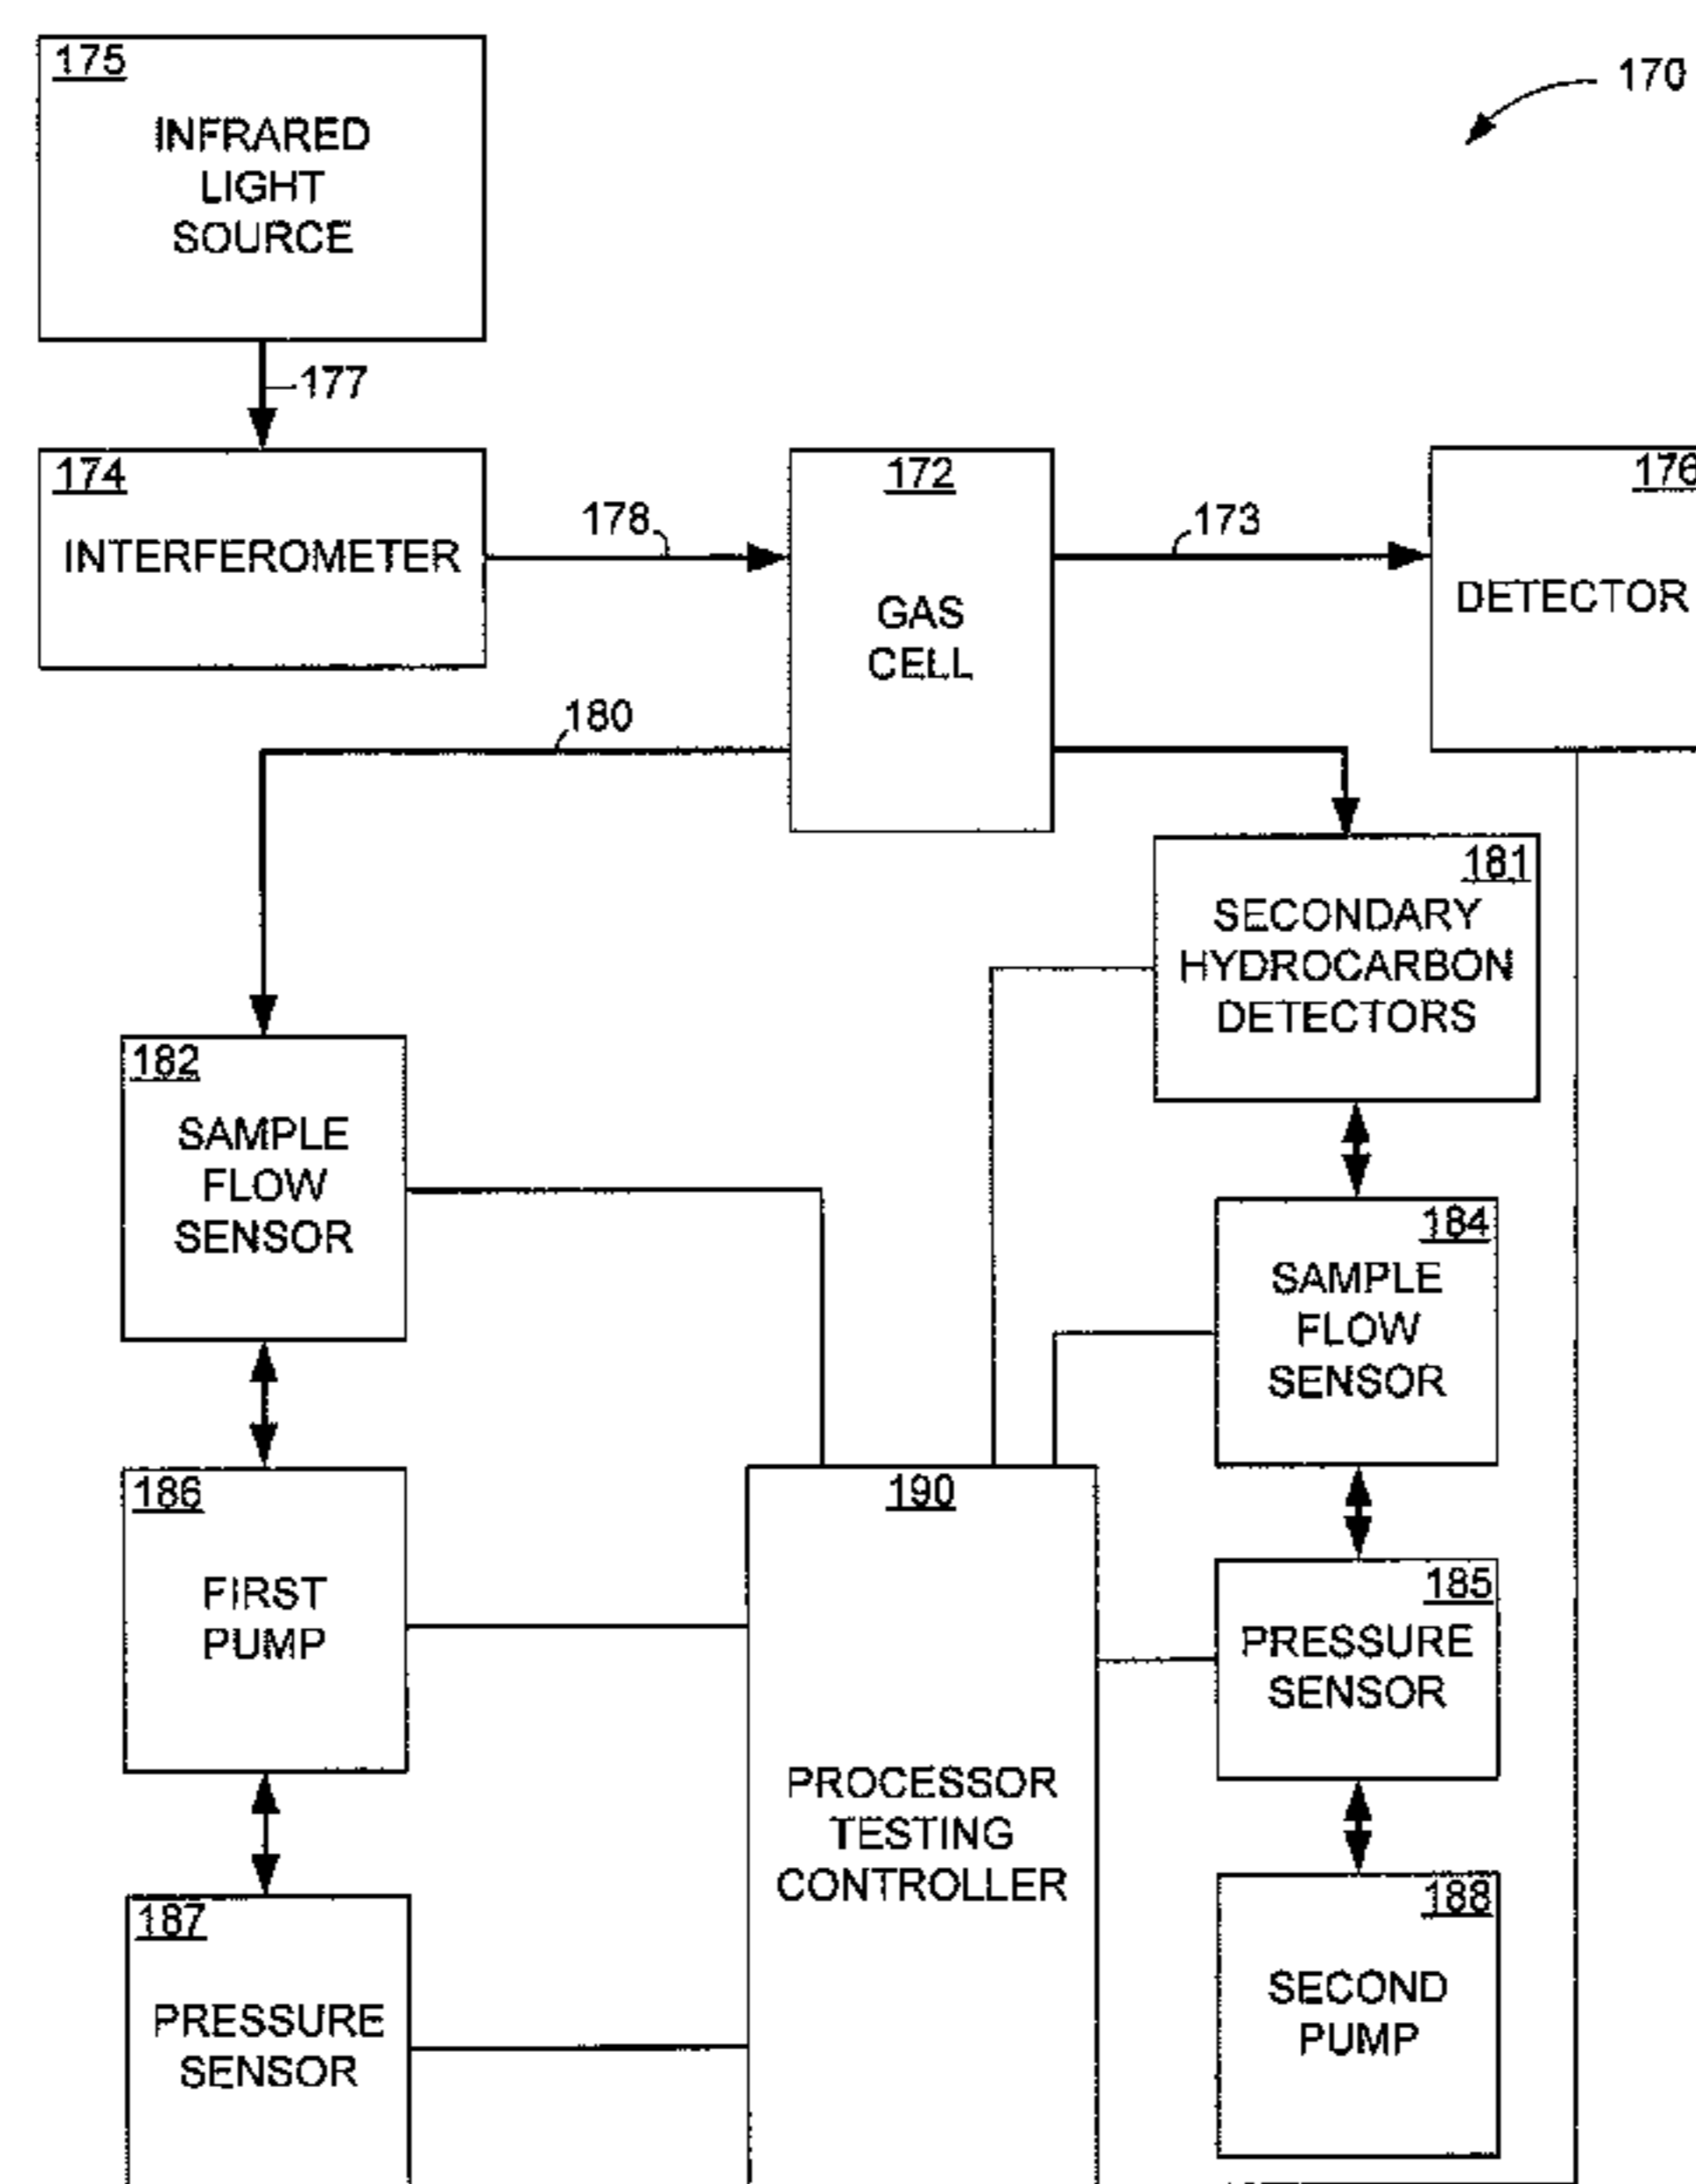 175
INFRARED
LIGHT
SOURCE
170
177
174
INTERFEROMETER
178
172
GAS
CELL
173
176
DETECTOR
180
181
SECONDARY
HYDROCARBON
DETECTORS
182
SAMPLE
FLOW
SENSOR
184
SAMPLE
FLOW
SENSOR
186
FIRST
PUMP
190
PROCESSOR
TESTING
CONTROLLER
185
PRESSURE
SENSOR
187
PRESSURE
SENSOR
188
SECOND
PUMP